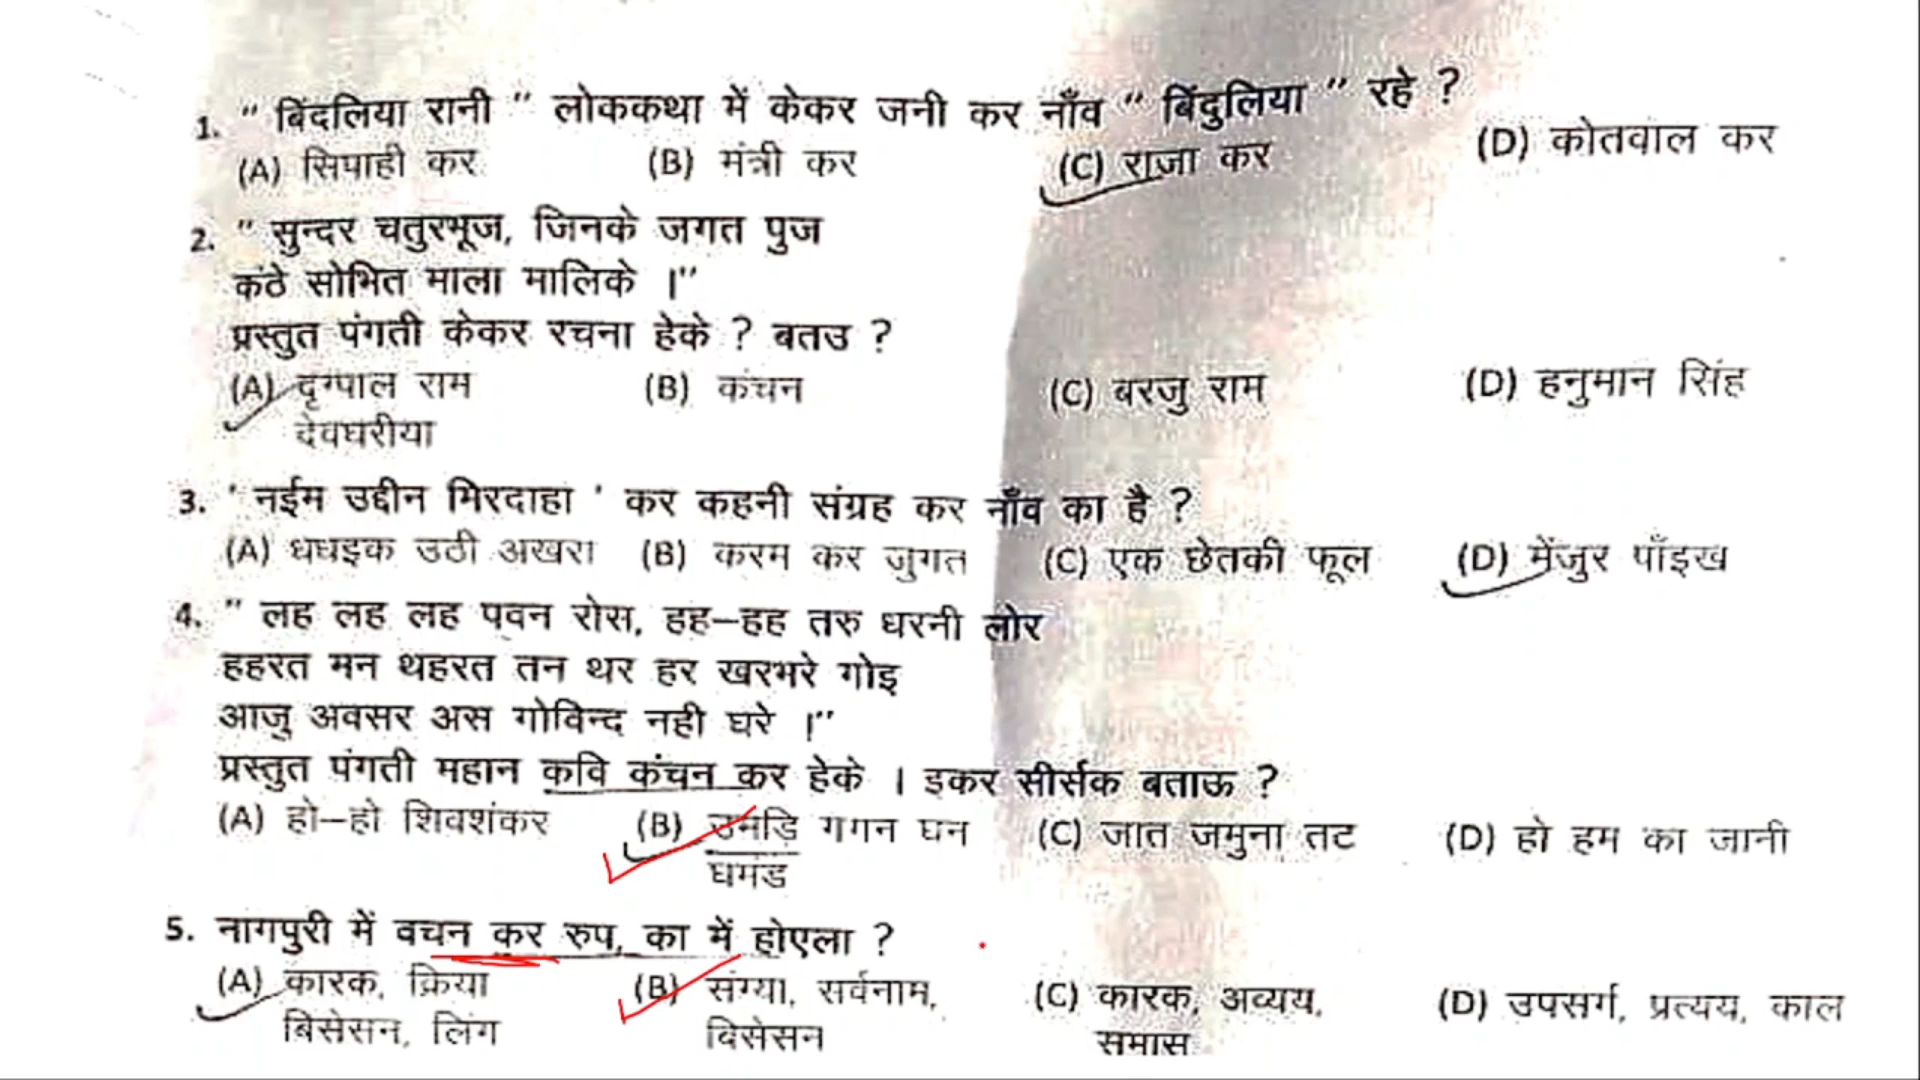 1. " बिंदलिया रानी " लोककथा में केकर जनी कर नाँव " बिंदुलिया " रहे ?
(A) सिपाही कर (B) मंत्री कर (C) राजा कर (D) कोतवाल कर
2. " सुन्दर चतुरभूज, जिनके जगत पुज
कंठे सोभित माला मालिके ।"
प्रस्तुत पंगती केकर रचना हेके ? बतउ ?
(A) दृग्पाल राम (B) कंचन (C) बरजु राम (D) हनुमान सिंह
देवघरीया
3. ' नईम उद्दीन मिरदाहा ' कर कहनी संग्रह कर नाँव का है ?
(A) धधइक उठी अखरा (B) करम कर जुगत (C) एक छेतकी फूल (D) मेंजुर पाँइख
4. " लह लह लह पवन रोस, हह–हह तरु धरनी लोर
हहरत मन थहरत तन थर हर खरभरे गोइ
आजु अवसर अस गोविन्द नही घरे ।"
प्रस्तुत पंगती महान कवि कंचन कर हेके । इकर सीर्सक बताऊ ?
(A) हो–हो शिवशंकर (B) उमड़ि गगन घन (C) जात जमुना तट (D) हो हम का जानी
घमंड
5. नागपुरी में वचन कर रुप, का में होएला ?
(A) कारक, क्रिया (B) संग्या, सर्वनाम, (C) कारक, अव्यय, (D) उपसर्ग, प्रत्यय, काल
बिसेसन, लिंग बिसेसन समास